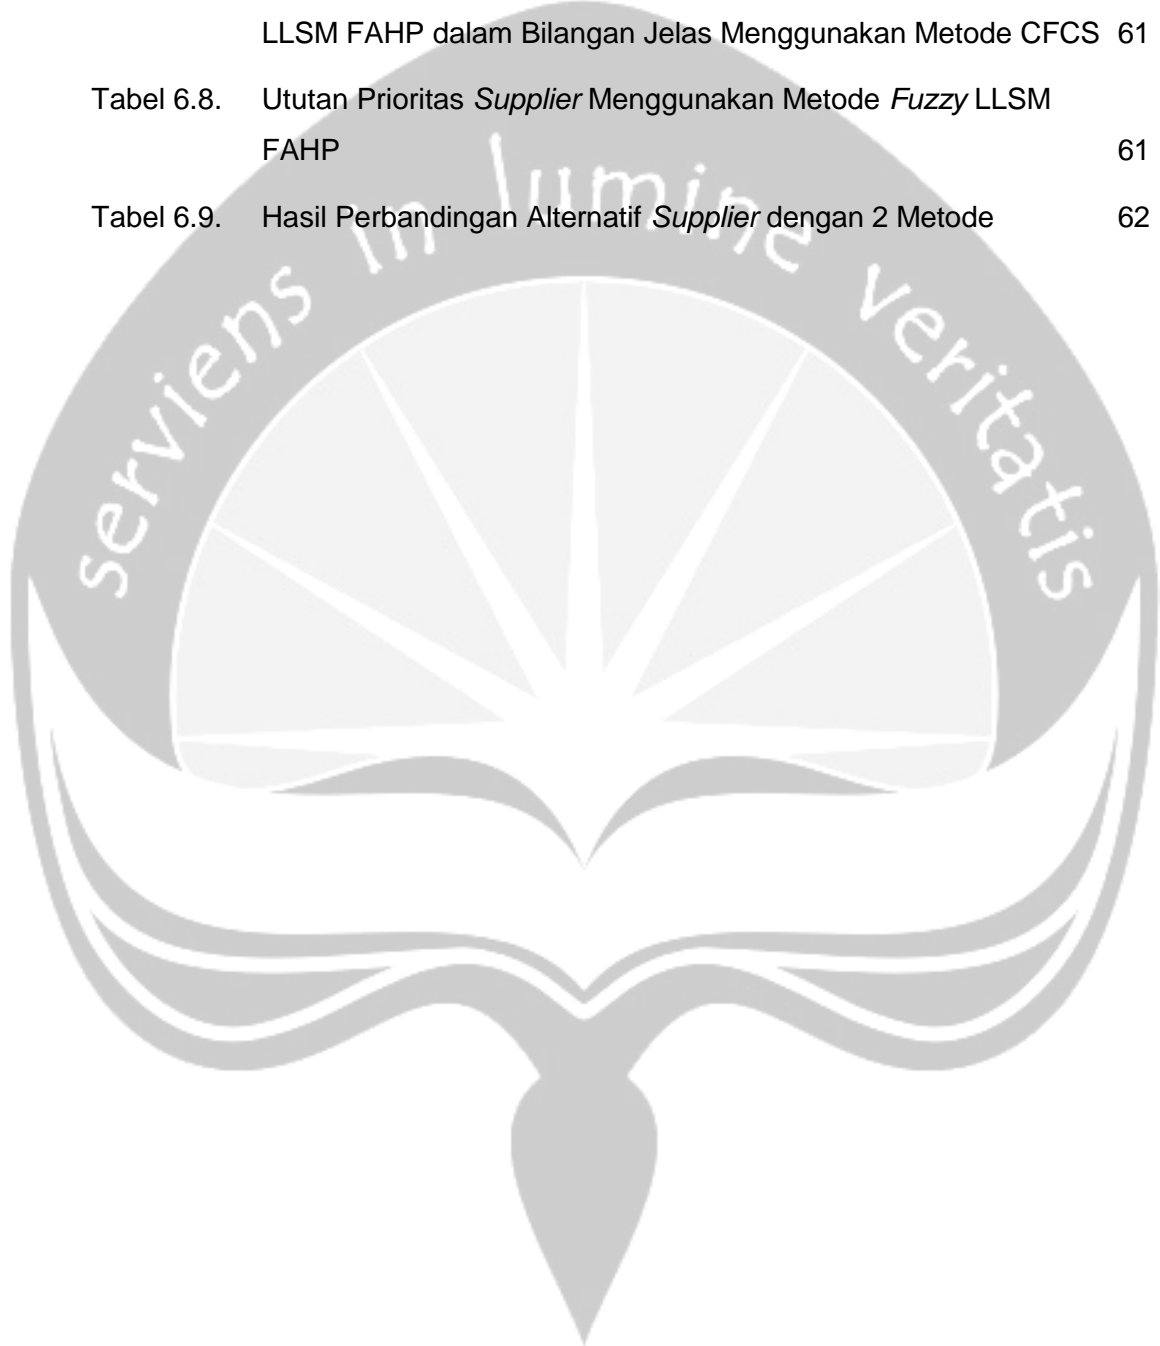 LLSM FAHP dalam Bilangan Jelas Menggunakan Metode CFCS 61
Tabel 6.8. Ututan Prioritas Supplier Menggunakan Metode Fuzzy LLSM
FAHP 61
Tabel 6.9. Hasil Perbandingan Alternatif Supplier dengan 2 Metode 62
serviens in lumine veritatis